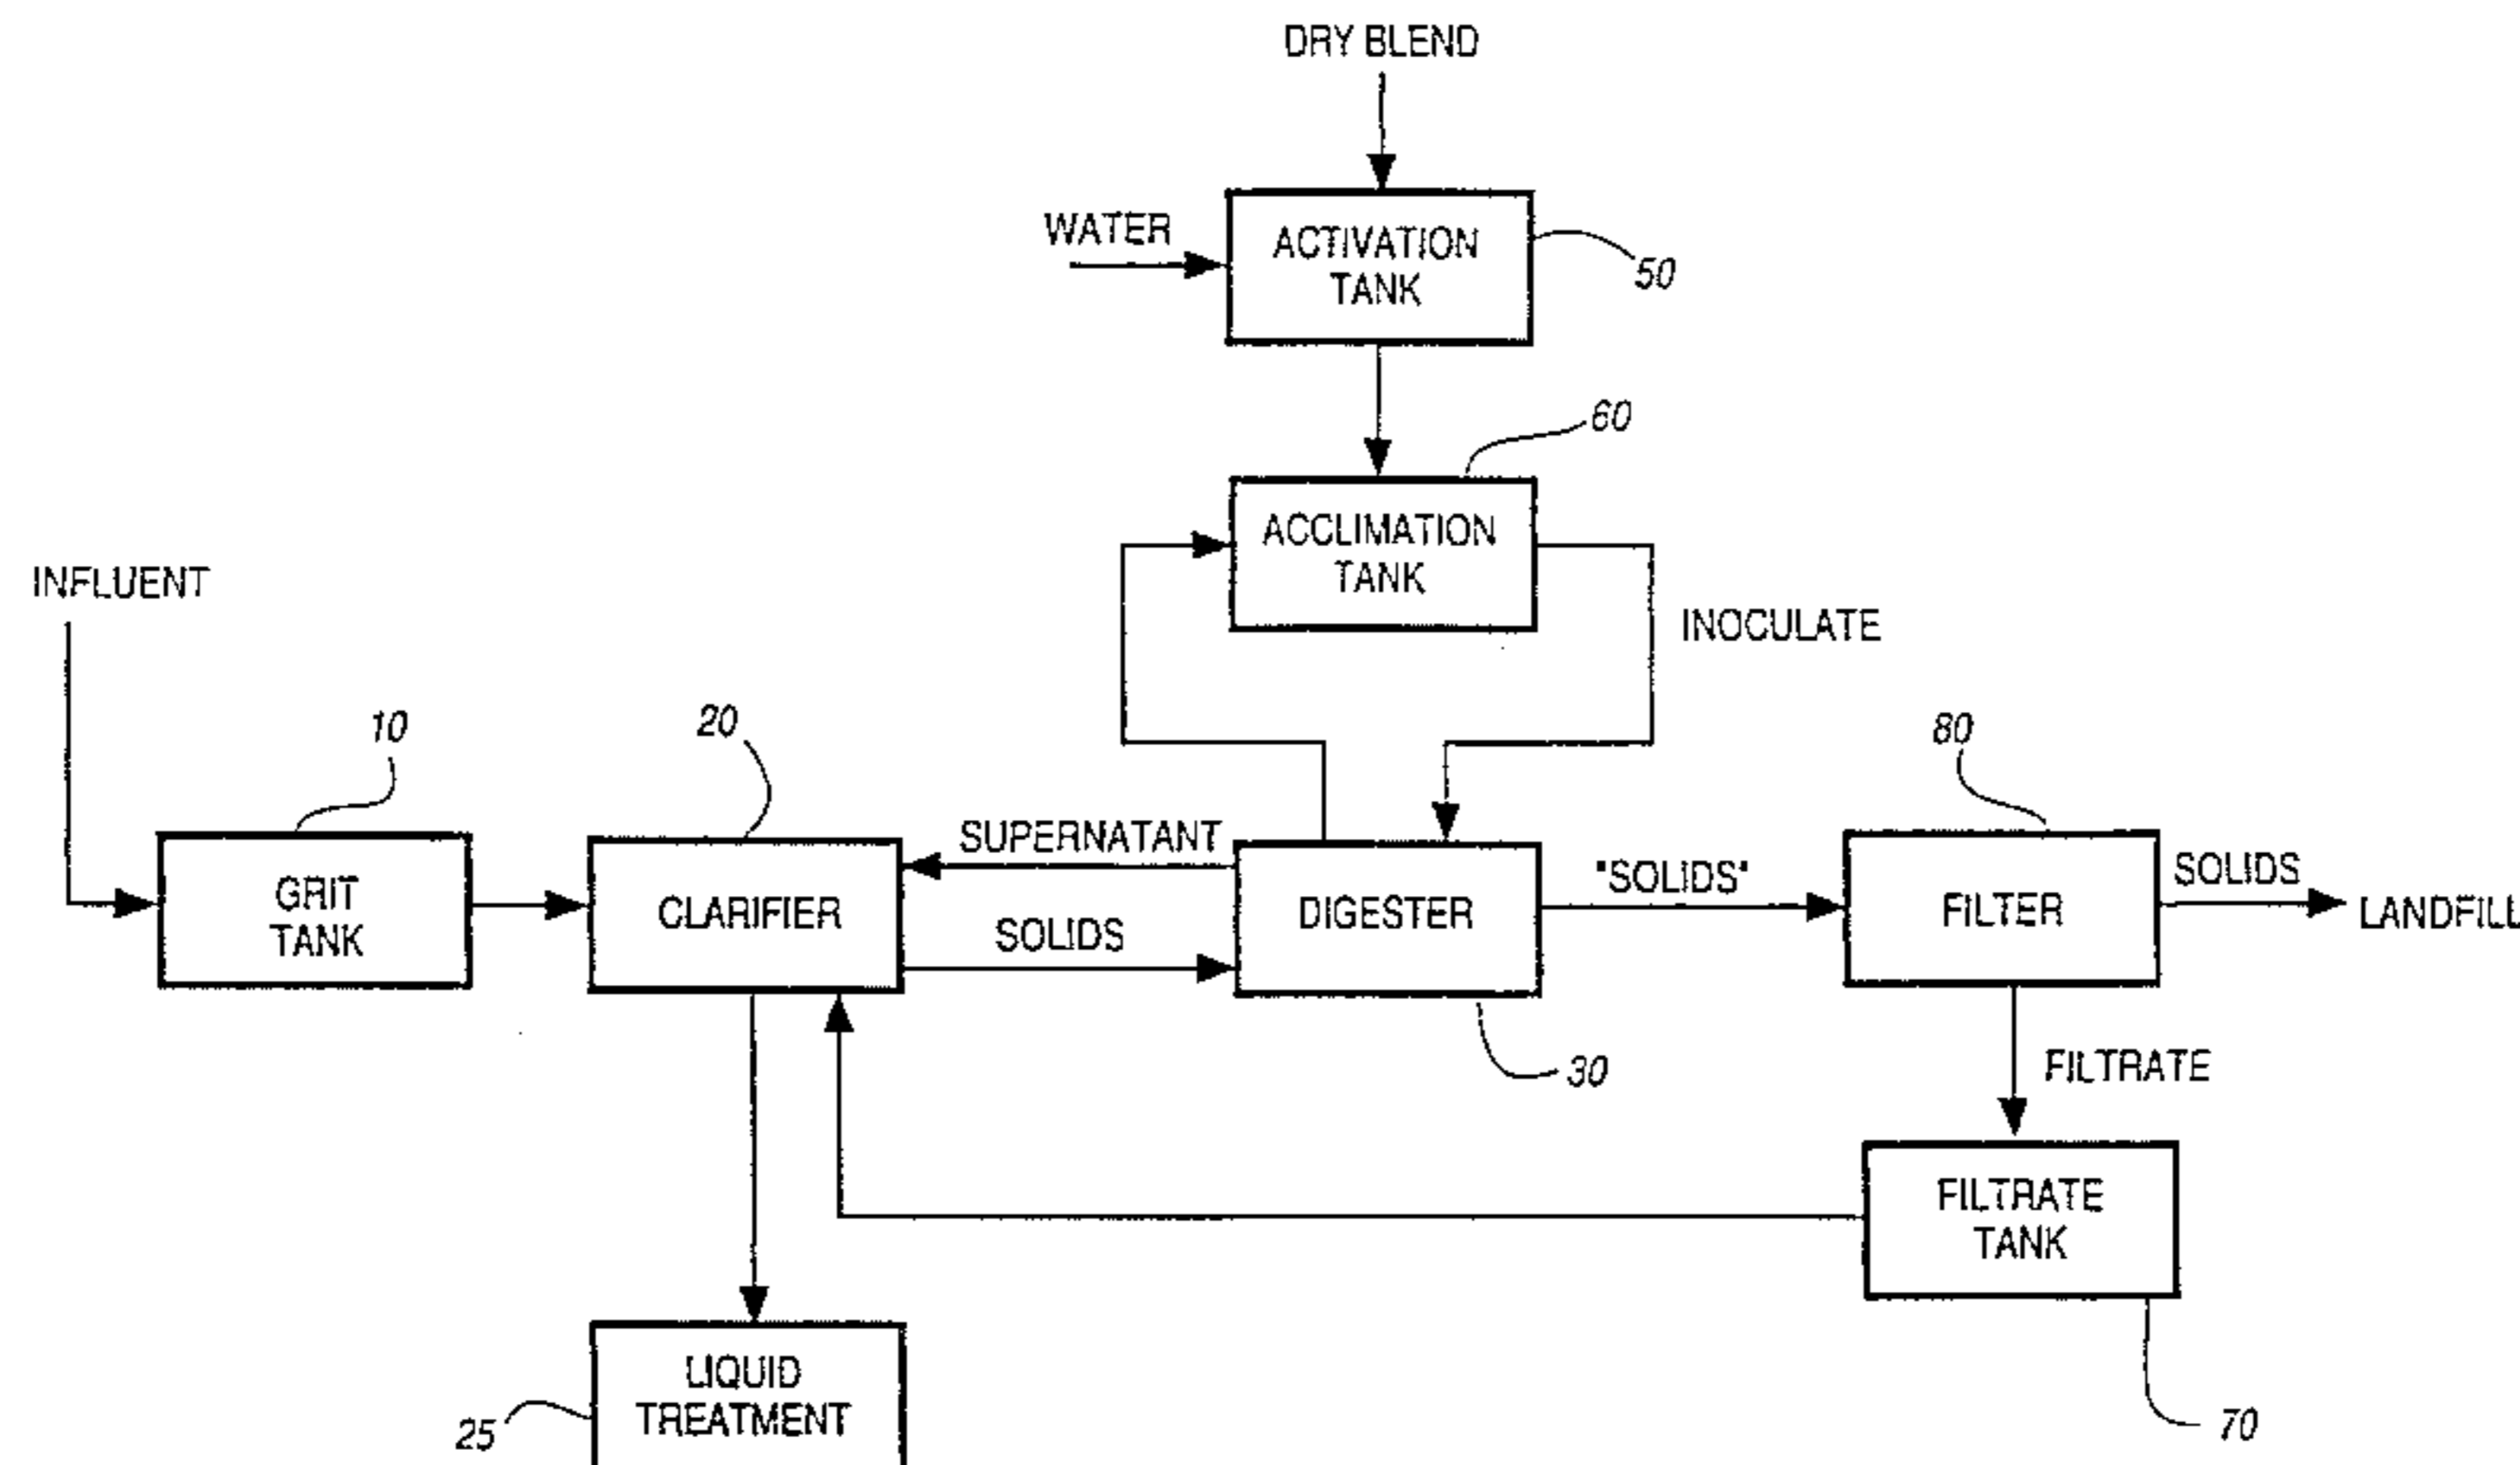 DRY BLEND
WATER
ACTIVATION
TANK
50
60
ACCLIMATION
TANK
INFLUENT
INOCULATE
10
20
80
SUPERNATANT
"SOLIDS"
SOLIDS
GRIT
TANK
CLARIFIER
SOLIDS
DIGESTER
FILTER
LANDFILL
30
FILTRATE
FILTRATE
TANK
LIQUID
TREATMENT
25
70